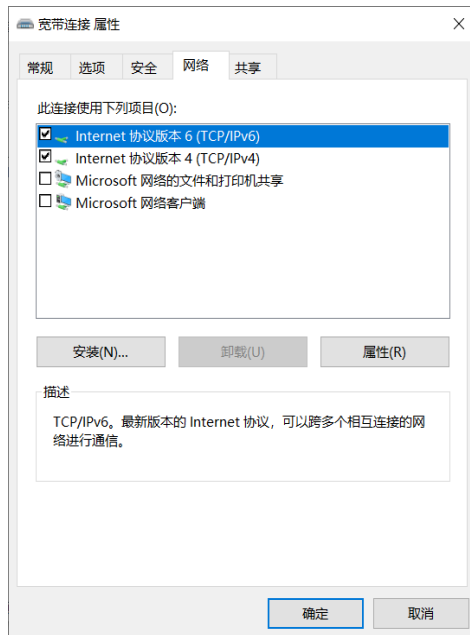 宽带连接 属性
常规 选项 安全 网络 共享
此连接使用下列项目(O):
Internet 协议版本 6 (TCP/IPv6)
Internet 协议版本 4 (TCP/IPv4)
Microsoft 网络的文件和打印机共享
Microsoft 网络客户端
安装(N)... 卸载(U) 属性(R)
描述
TCP/IPv6。最新版本的 Internet 协议，可以跨多个相互连接的网
络进行通信。
确定 取消